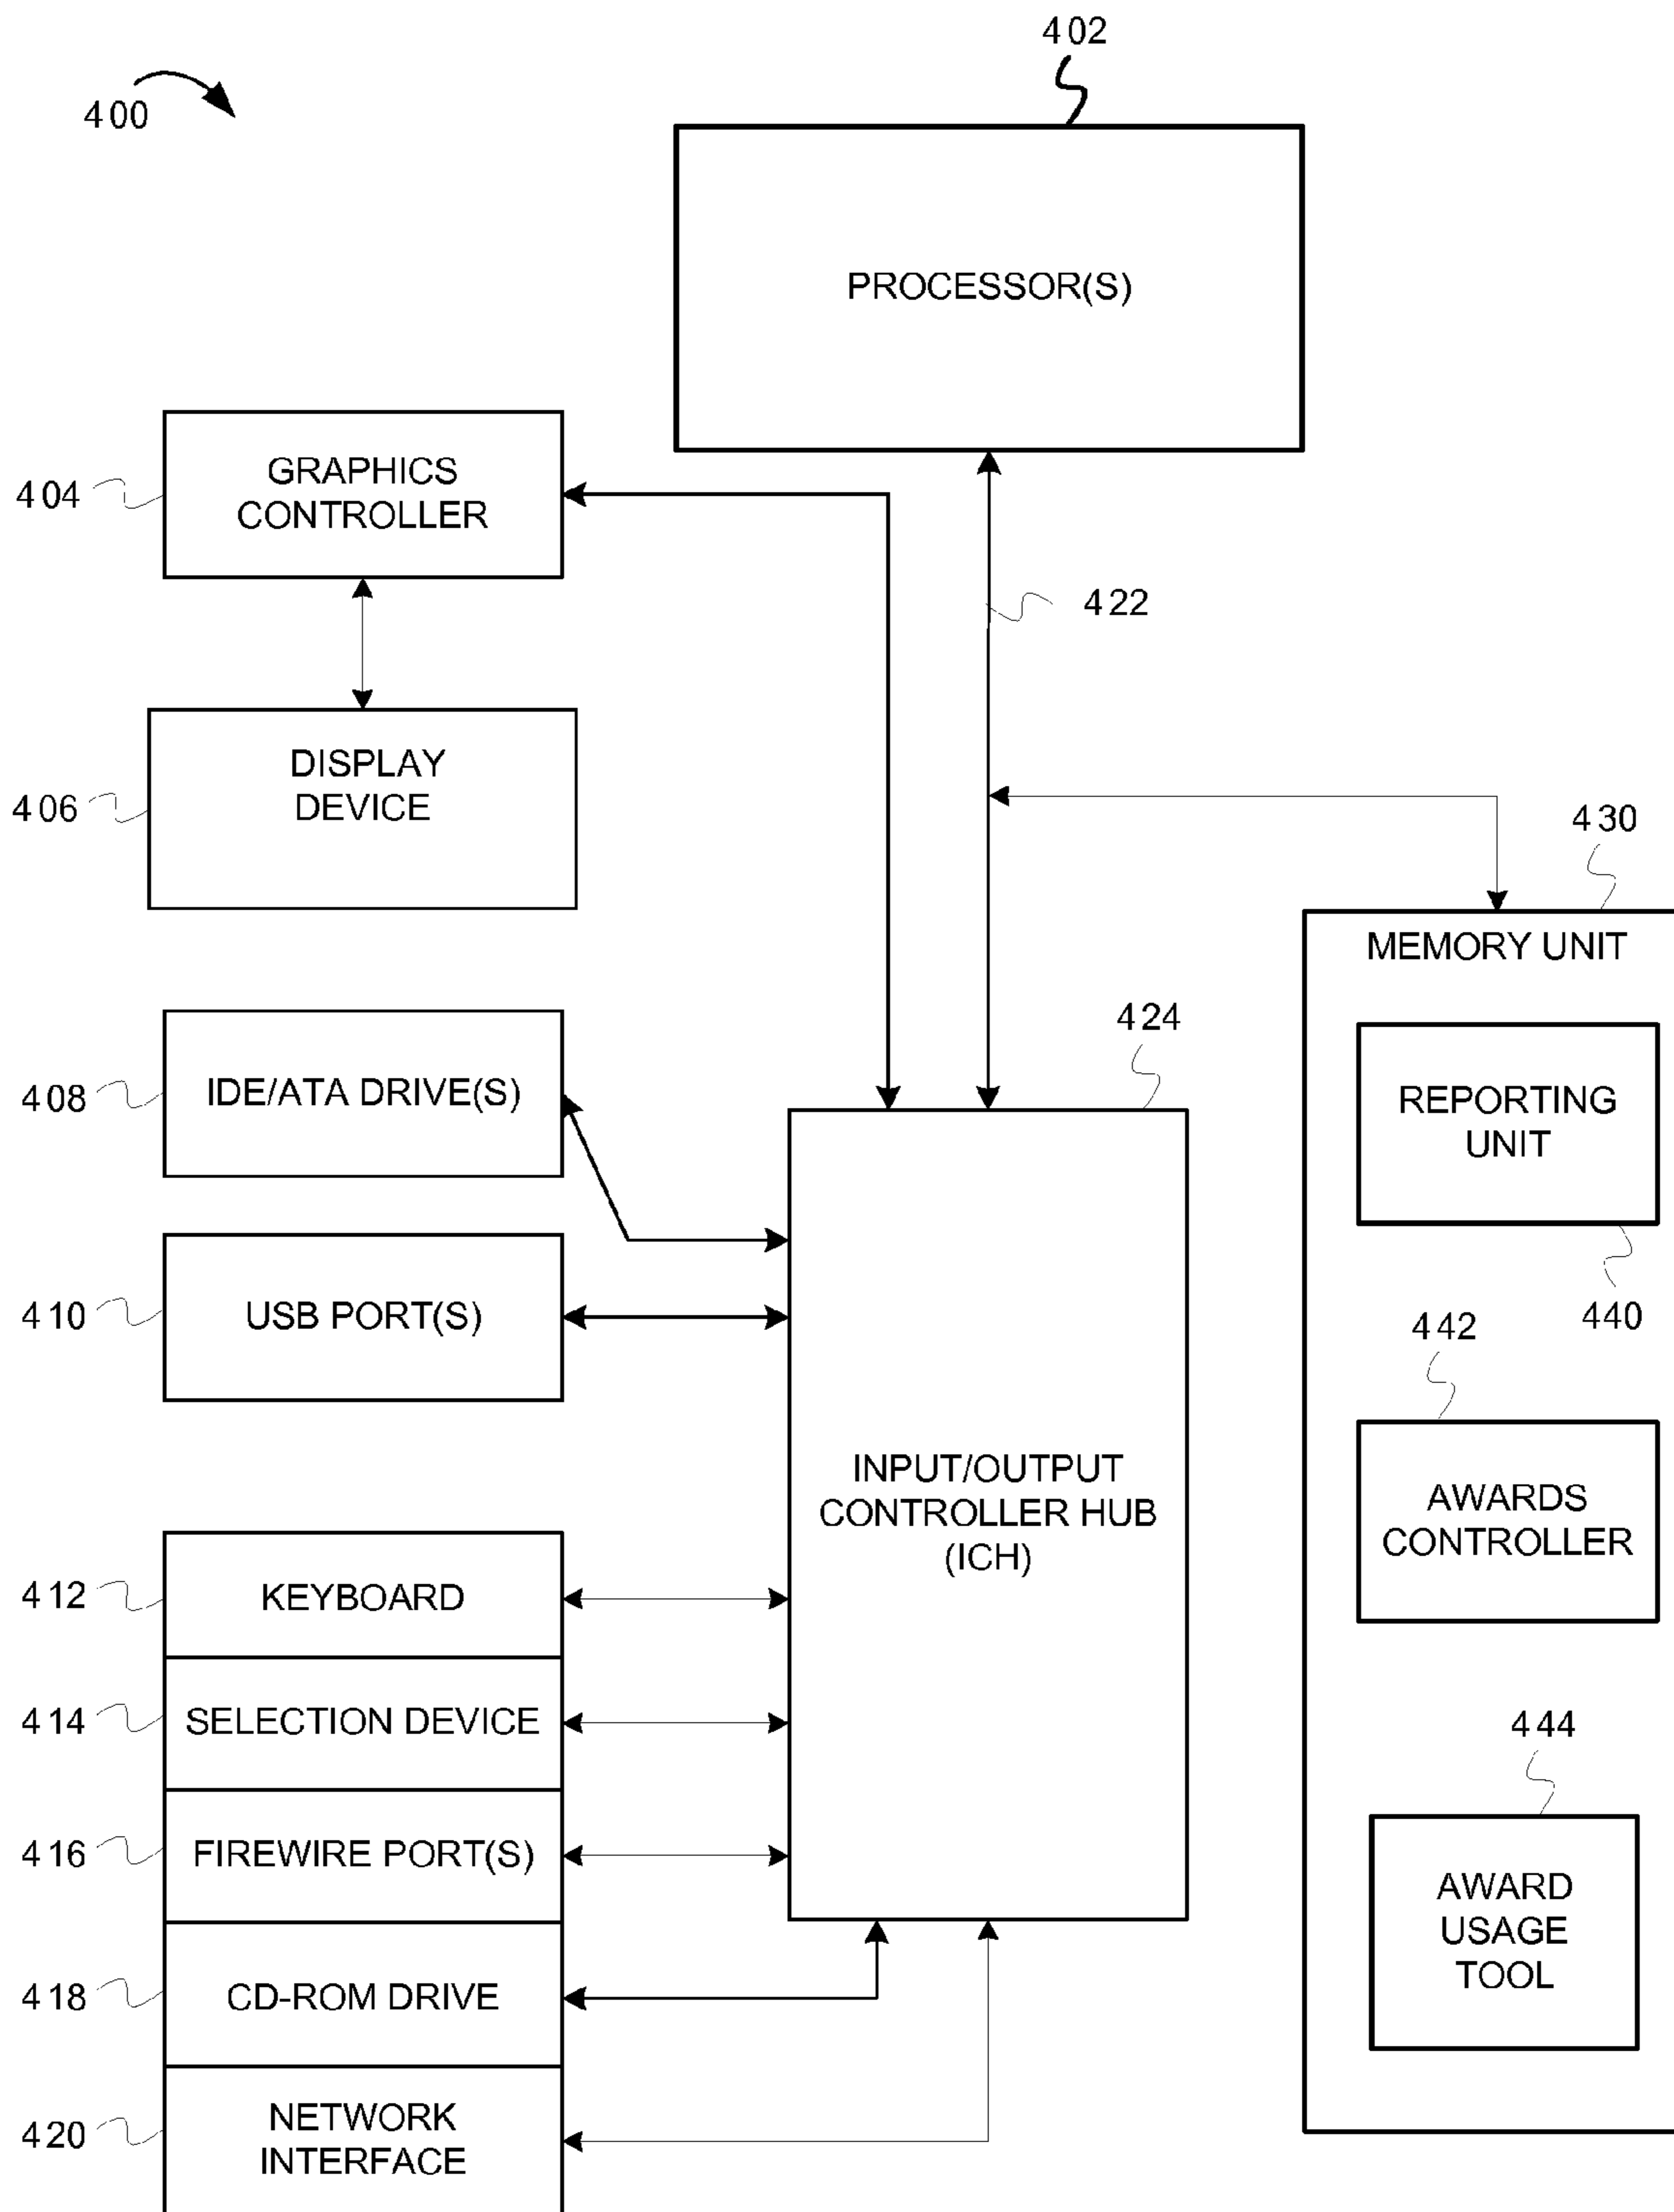 402
400
PROCESSOR(S)
404
GRAPHICS
CONTROLLER
422
406
DISPLAY
DEVICE
430
MEMORY UNIT
424
408
IDE/ATA DRIVE(S)
REPORTING
UNIT
440
410
USB PORT(S)
442
INPUT/OUTPUT
CONTROLLER HUB
(ICH)
AWARDS
CONTROLLER
412
KEYBOARD
414
SELECTION DEVICE
444
416
FIREWIRE PORT(S)
AWARD
USAGE
TOOL
418
CD-ROM DRIVE
420
NETWORK
INTERFACE